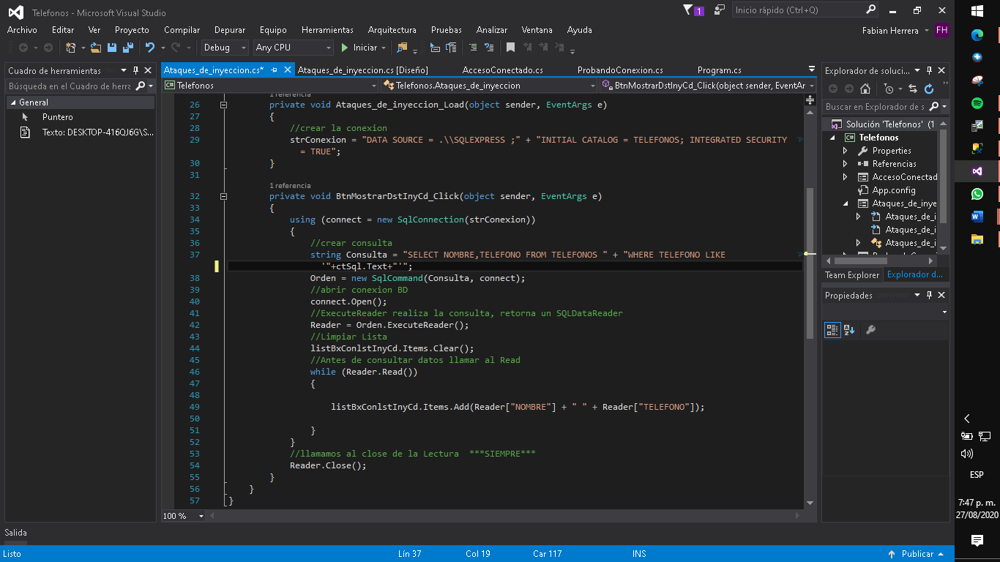 Telefonos - Microsoft Visual Studio
1
Inicio rápido (Ctrl+Q)
Archivo Editar Ver Proyecto Compilar Depurar Equipo Herramientas Arquitectura Pruebas Analizar Ventana Ayuda
Fabian Herrera FH
Debug Any CPU Iniciar
Cuadro de herramientas
Búsqueda en el Cuadro de herra
General
Puntero
Texto: DESKTOP-416QJ6G\S...
Ataques_de_inyeccion.cs* Ataques_de_inyeccion.cs [Diseño] AccesoConectado.cs ProbandoConexion.cs Program.cs
Telefonos Telefonos.Ataques_de_inyeccion BtnMostrarDstInyCd_Click(object sender, EventAr
1 referencia
26 private void Ataques_de_inyeccion_Load(object sender, EventArgs e)
27 {
28 //crear la conexion
29 strConexion = "DATA SOURCE = .\\SQLEXPRESS ;" + "INITIAL CATALOG = TELEFONOS; INTEGRATED SECURITY
= TRUE";
30 }
31
1 referencia
32 private void BtnMostrarDstInyCd_Click(object sender, EventArgs e)
33 {
34 using (connect = new SqlConnection(strConexion))
35 {
36 //crear consulta
37 string Consulta = "SELECT NOMBRE,TELEFONO FROM TELEFONOS " + "WHERE TELEFONO LIKE
'"+ctSql.Text+"'";
38 Orden = new SqlCommand(Consulta, connect);
39 //abrir conexion BD
40 connect.Open();
41 //ExecuteReader realiza la consulta, retorna un SQLDataReader
42 Reader = Orden.ExecuteReader();
43 //Limpiar Lista
44 listBxConlstInyCd.Items.Clear();
45 //Antes de consultar datos llamar al Read
46 while (Reader.Read())
47 {
48
49 listBxConlstInyCd.Items.Add(Reader["NOMBRE"] + " " + Reader["TELEFONO"]);
50
51 }
52 }
53 //llamamos al close de la Lectura ***SIEMPRE***
54 Reader.Close();
55 }
56 }
57 }
100 %
Explorador de soluci...
Buscar en Explorador de s
Solución 'Telefonos' (1
Telefonos
Properties
Referencias
AccesoConectad
App.config
Ataques_de_inye
Ataques_de_i
Ataques_de_i
Ataques_de_i
Team Explorer Explorador d...
Propiedades
Salida
Listo Lín 37 Col 19 Car 117 INS Publicar
ESP
7:47 p. m.
27/08/2020